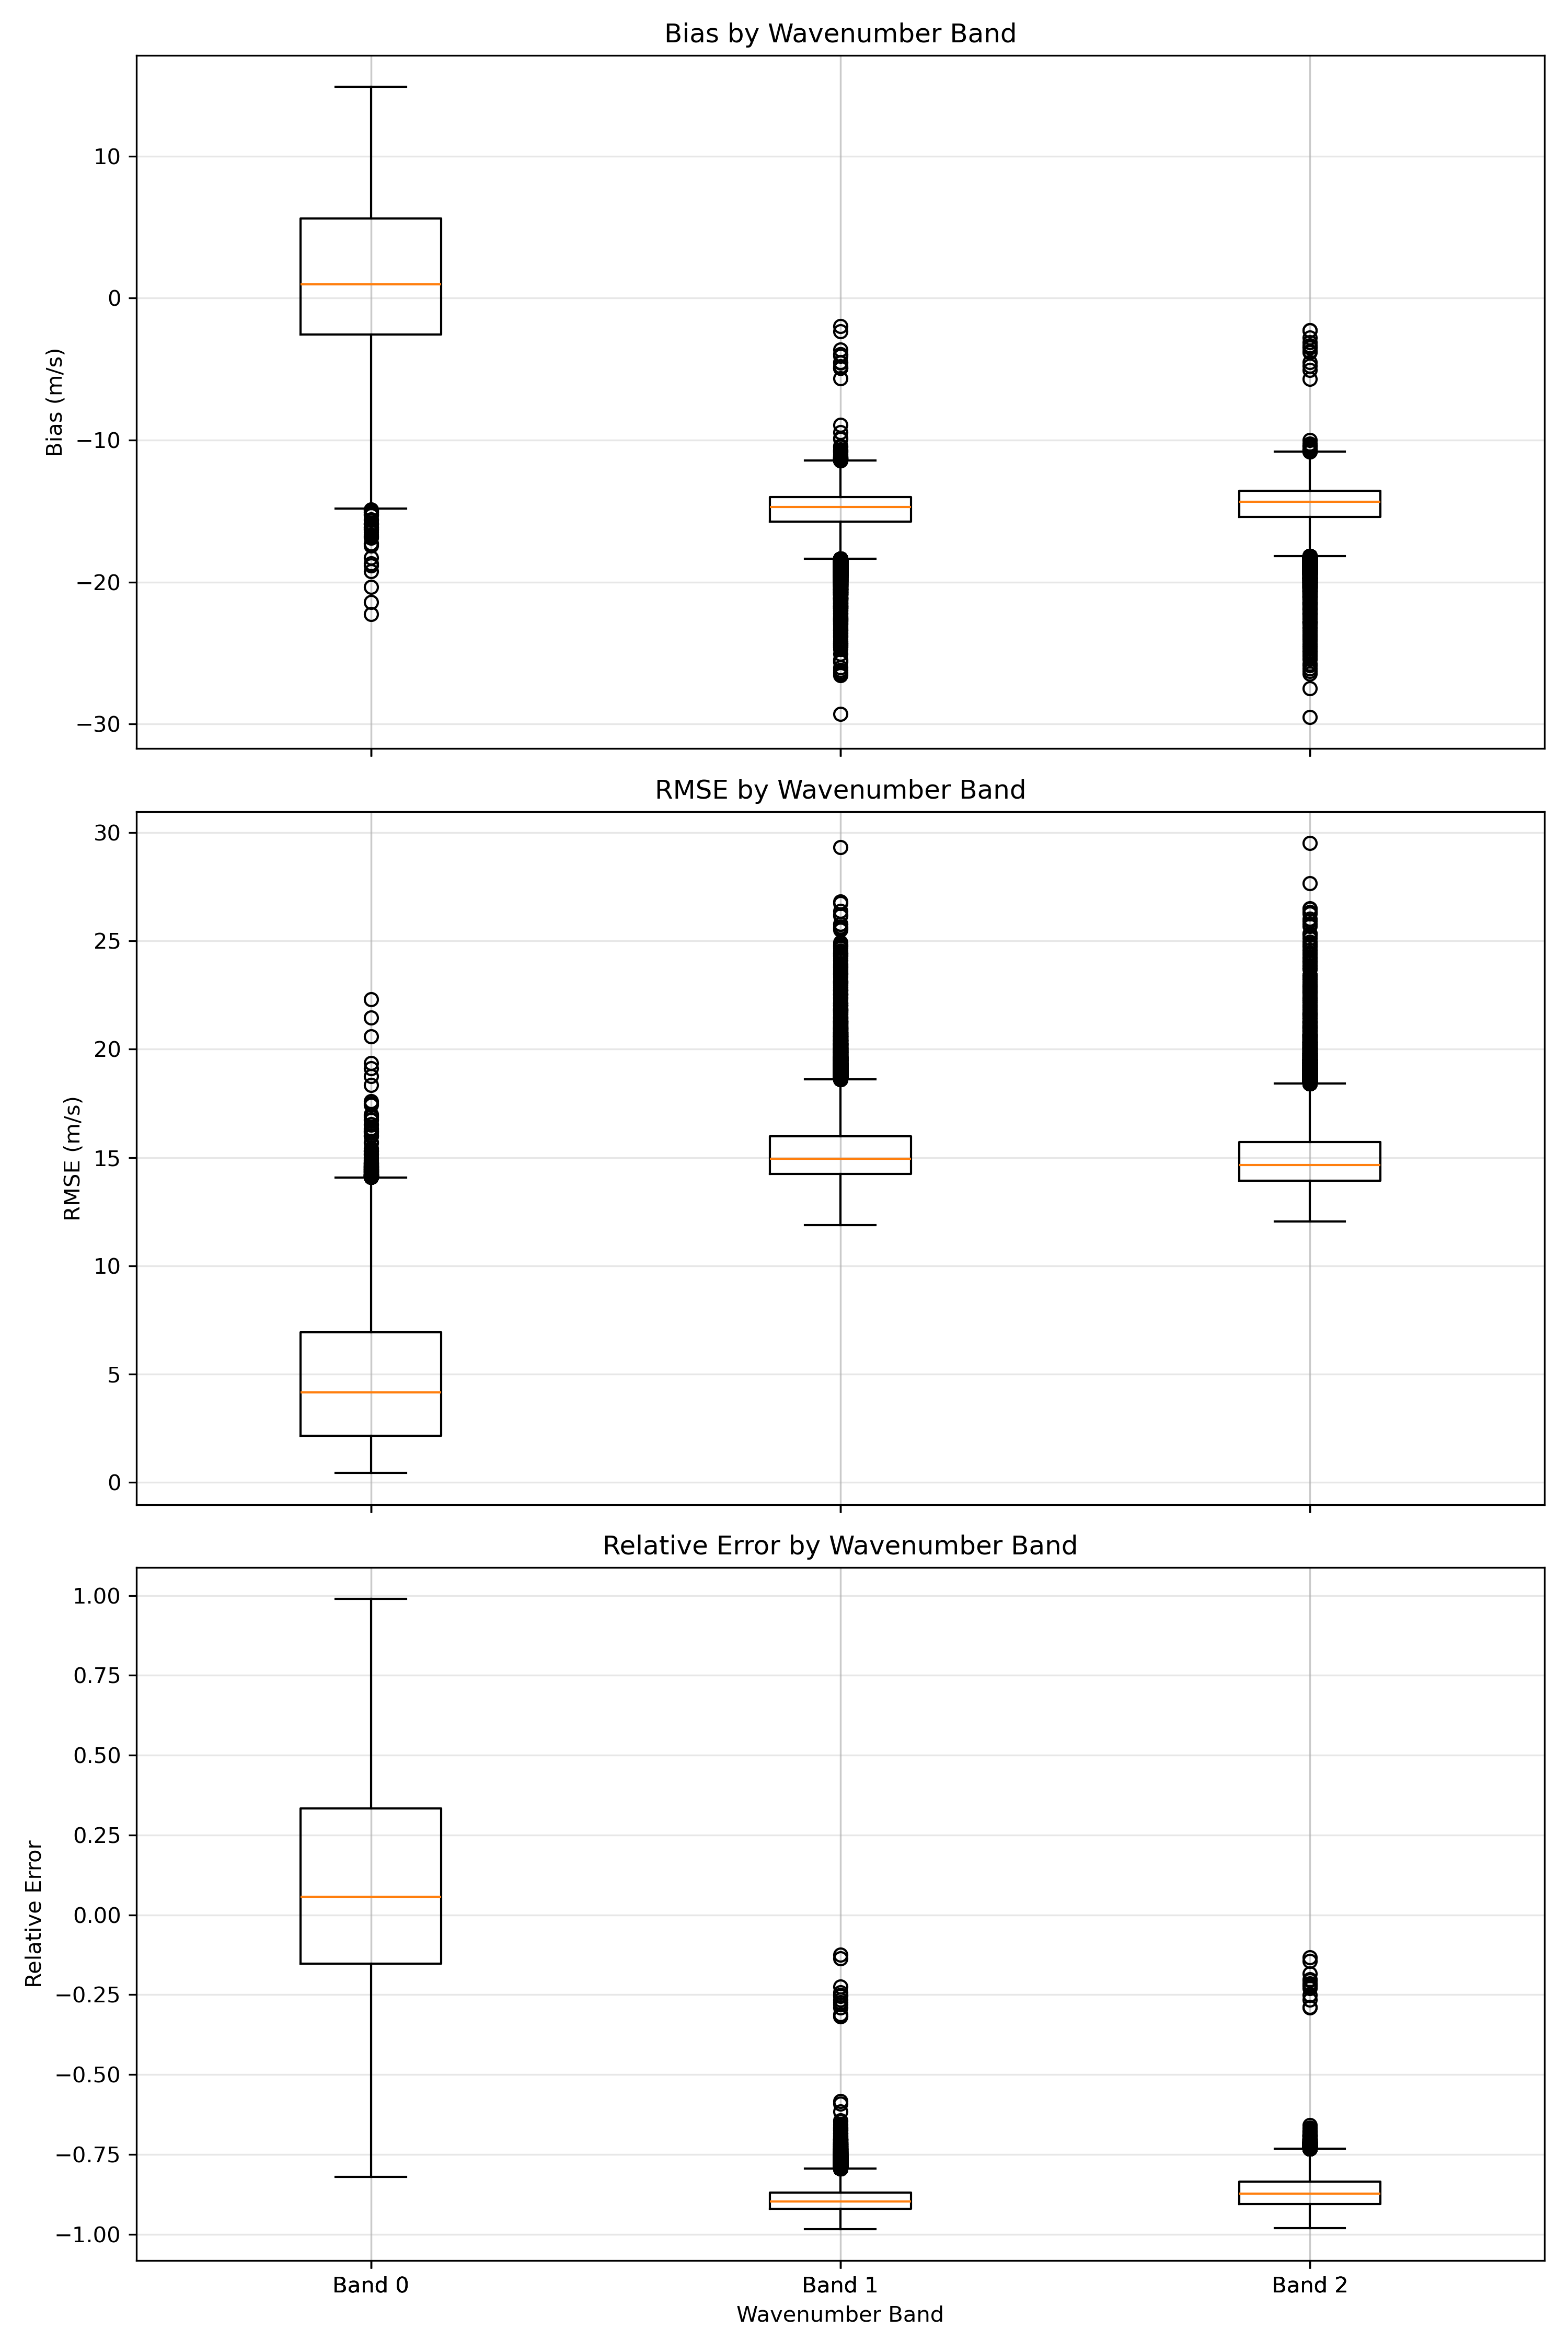 Bias by Wavenumber Band
Bias (m/s)
10
0
−10
−20
−30
RMSE by Wavenumber Band
RMSE (m/s)
30
25
20
15
10
5
0
Relative Error by Wavenumber Band
Relative Error
1.00
0.75
0.50
0.25
0.00
−0.25
−0.50
−0.75
−1.00
Band 0 Band 1 Band 2
Wavenumber Band